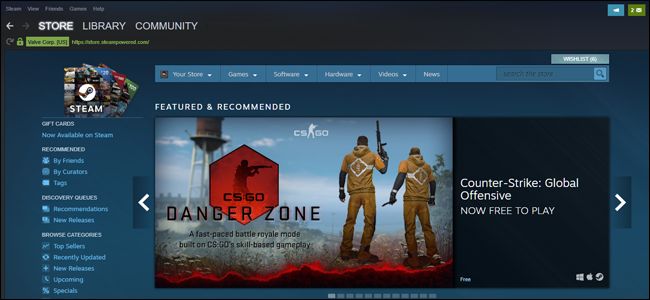 Steam View Friends Games Help
2
STORE LIBRARY COMMUNITY
Valve Corp. [US] https://store.steampowered.com/
WISHLIST (6)
Your Store Games Software Hardware Videos News search the store
STEAM
FEATURED & RECOMMENDED
GIFT CARDS
Now Available on Steam
RECOMMENDED
By Friends
By Curators
Tags
DISCOVERY QUEUES
Recommendations
New Releases
BROWSE CATEGORIES
Top Sellers
Recently Updated
New Releases
Upcoming
Specials
CS:GO
CS:GO
DANGER ZONE
A fast-paced battle royale mode
built on CS:GO's skill-based gameplay
Counter-Strike: Global
Offensive
NOW FREE TO PLAY
Free